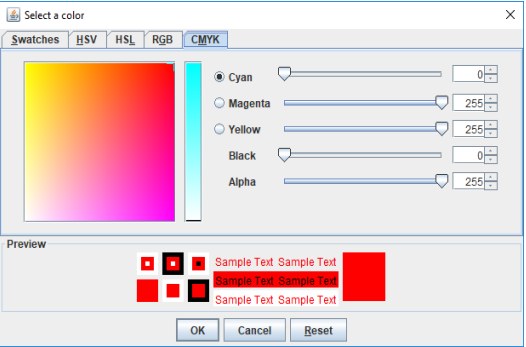 Select a color
Swatches HSV HSL RGB CMYK
Cyan 0
Magenta 255
Yellow 255
Black 0
Alpha 255
Preview
Sample Text Sample Text
Sample Text Sample Text
Sample Text Sample Text
OK Cancel Reset